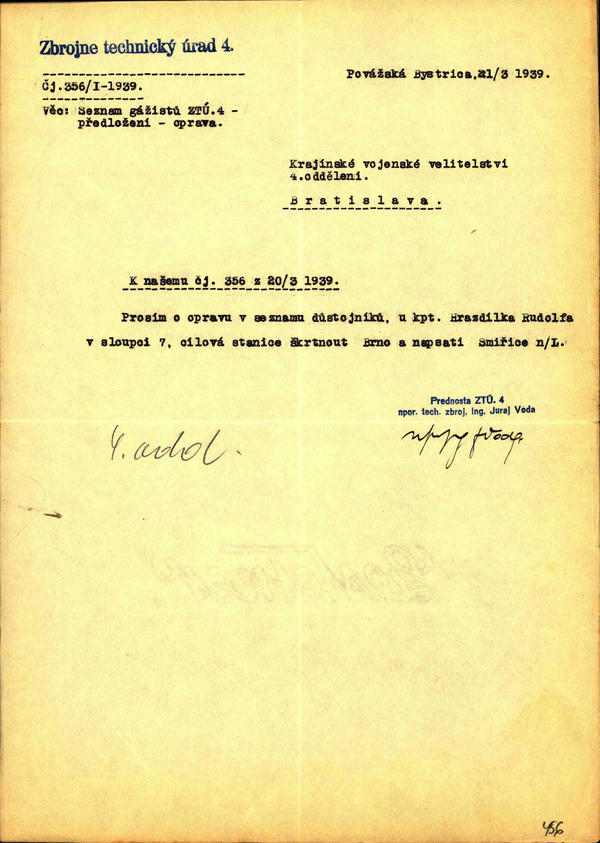 Zbrojne technický úrad 4.
Povážská Bystrica,21/3 1939.
Čj.356/I-1939.
Věc: Seznam gážistů ZTÚ.4 -
předložení - oprava.
Krajinské vojenské velitelství
4.oddělení.
Bratislava.
K našemu čj. 356 z 20/3 1939.
Prosím o opravu v seznamu důstojníků, u kpt. Hrazdilka Rudolfa
v sloupci 7, cílová stanice škrtnout Brno a napsati Smiřice n/L.
Prednosta ZTÚ. 4
npor. tech. zbroj. Ing. Juraj Voda
4. odd.
456